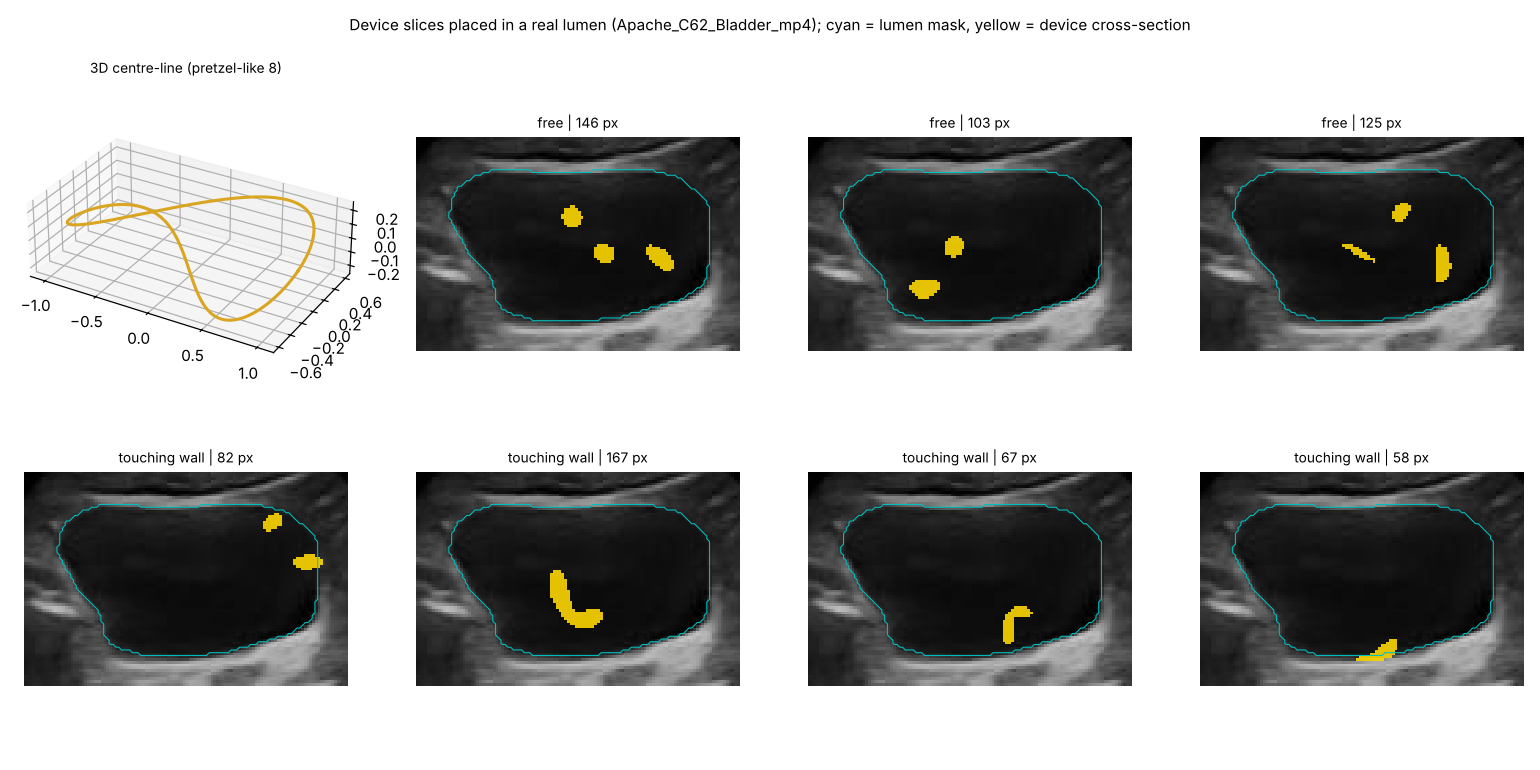 Device slices placed in a real lumen (Apache_C62_Bladder_mp4); cyan = lumen mask, yellow = device cross-section
3D centre-line (pretzel-like 8)
0.2
0.1
0.0
−0.1
−0.2
0.6
0.4
0.2
0.0
−0.2
−0.4
−0.6
−1.0
−0.5
0.0
0.5
1.0
free | 146 px
free | 103 px
free | 125 px
touching wall | 82 px
touching wall | 167 px
touching wall | 67 px
touching wall | 58 px